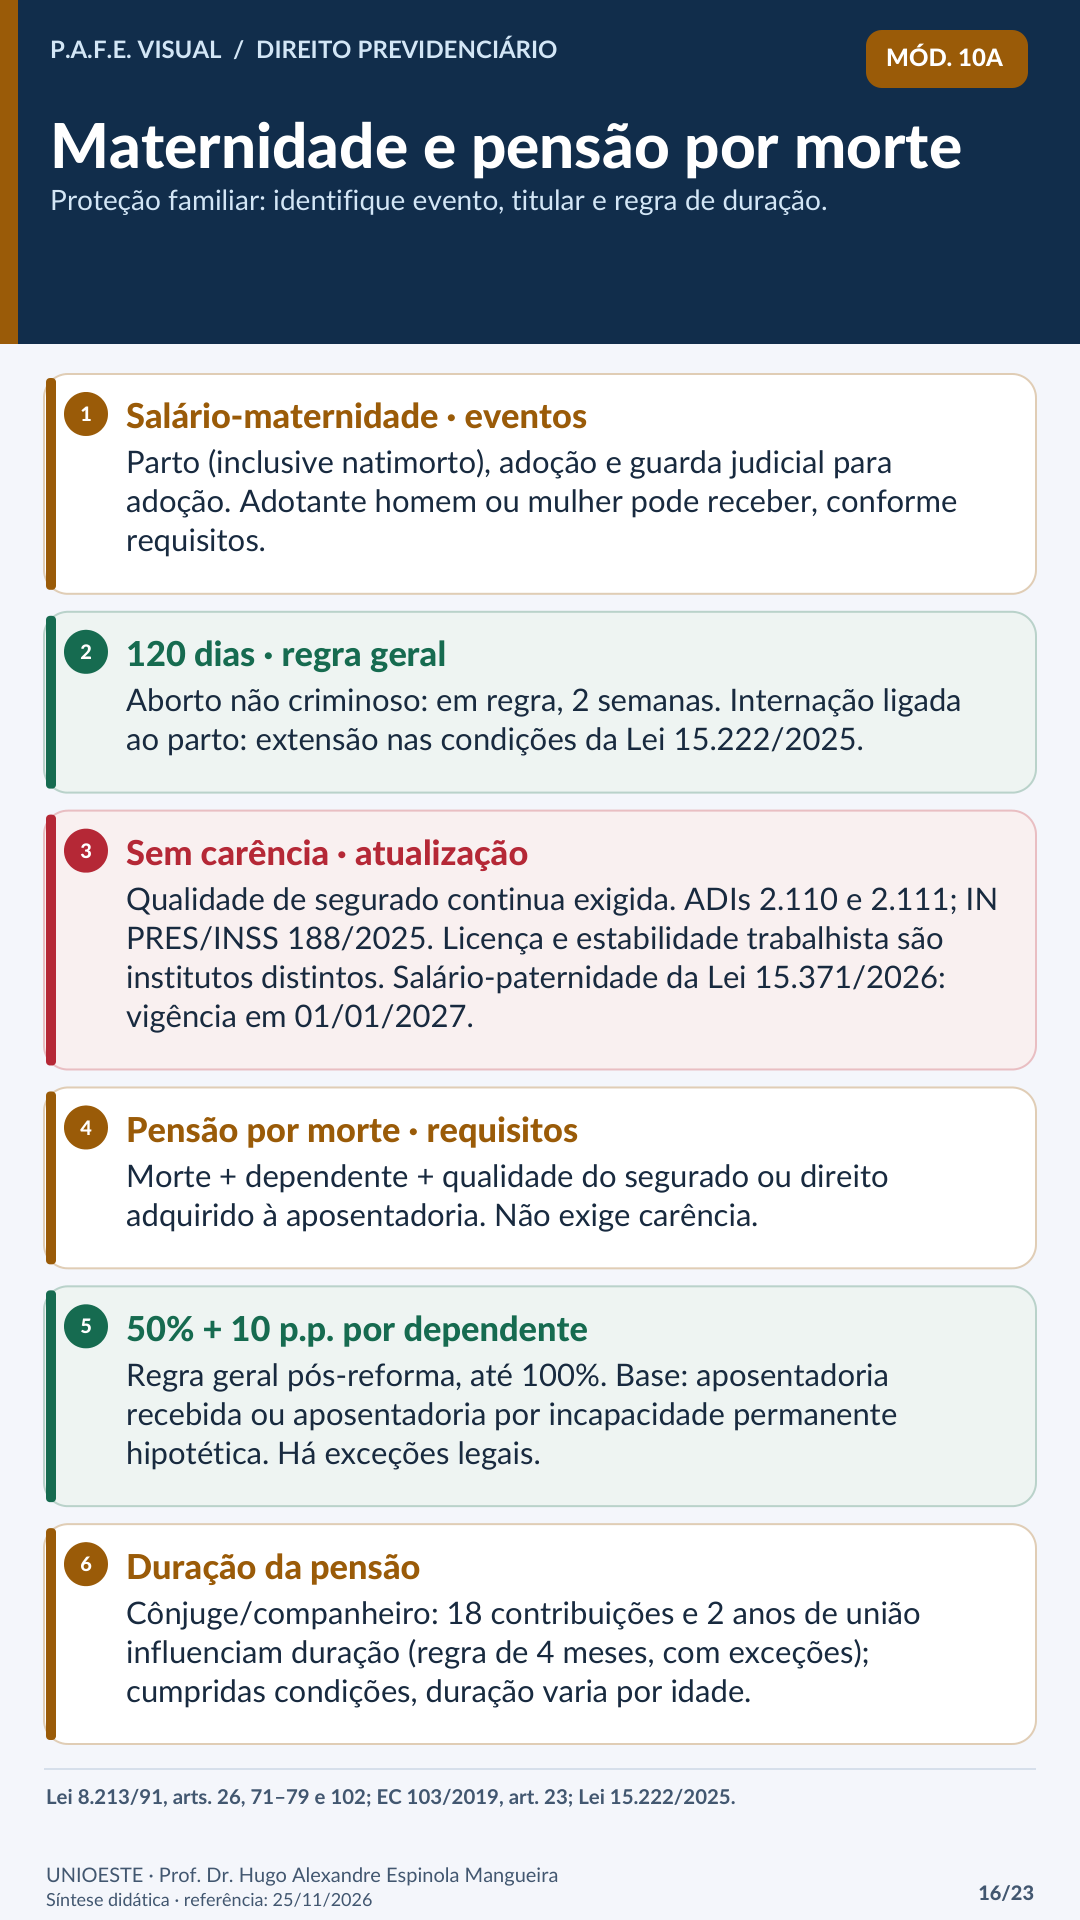 P.A.F.E. VISUAL / DIREITO PREVIDENCIÁRIO
MÓD. 10A
Maternidade e pensão por morte
Proteção familiar: identifique evento, titular e regra de duração.
1
Salário-maternidade · eventos
Parto (inclusive natimorto), adoção e guarda judicial para
adoção. Adotante homem ou mulher pode receber, conforme
requisitos.
2
120 dias · regra geral
Aborto não criminoso: em regra, 2 semanas. Internação ligada
ao parto: extensão nas condições da Lei 15.222/2025.
3
Sem carência · atualização
Qualidade de segurado continua exigida. ADIs 2.110 e 2.111; IN
PRES/INSS 188/2025. Licença e estabilidade trabalhista são
institutos distintos. Salário-paternidade da Lei 15.371/2026:
vigência em 01/01/2027.
4
Pensão por morte · requisitos
Morte + dependente + qualidade do segurado ou direito
adquirido à aposentadoria. Não exige carência.
5
50% + 10 p.p. por dependente
Regra geral pós-reforma, até 100%. Base: aposentadoria
recebida ou aposentadoria por incapacidade permanente
hipotética. Há exceções legais.
6
Duração da pensão
Cônjuge/companheiro: 18 contribuições e 2 anos de união
influenciam duração (regra de 4 meses, com exceções);
cumpridas condições, duração varia por idade.
Lei 8.213/91, arts. 26, 71–79 e 102; EC 103/2019, art. 23; Lei 15.222/2025.
UNIOESTE · Prof. Dr. Hugo Alexandre Espinola Mangueira
Síntese didática · referência: 25/11/2026
16/23